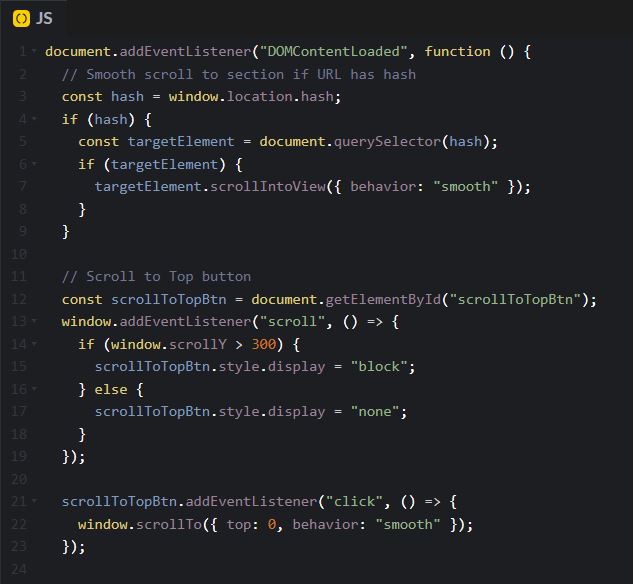 JS
1 document.addEventListener("DOMContentLoaded", function () {
2   // Smooth scroll to section if URL has hash
3   const hash = window.location.hash;
4   if (hash) {
5     const targetElement = document.querySelector(hash);
6     if (targetElement) {
7       targetElement.scrollIntoView({ behavior: "smooth" });
8     }
9   }
10
11   // Scroll to Top button
12   const scrollToTopBtn = document.getElementById("scrollToTopBtn");
13   window.addEventListener("scroll", () => {
14     if (window.scrollY > 300) {
15       scrollToTopBtn.style.display = "block";
16     } else {
17       scrollToTopBtn.style.display = "none";
18     }
19   });
20
21   scrollToTopBtn.addEventListener("click", () => {
22     window.scrollTo({ top: 0, behavior: "smooth" });
23   });
24